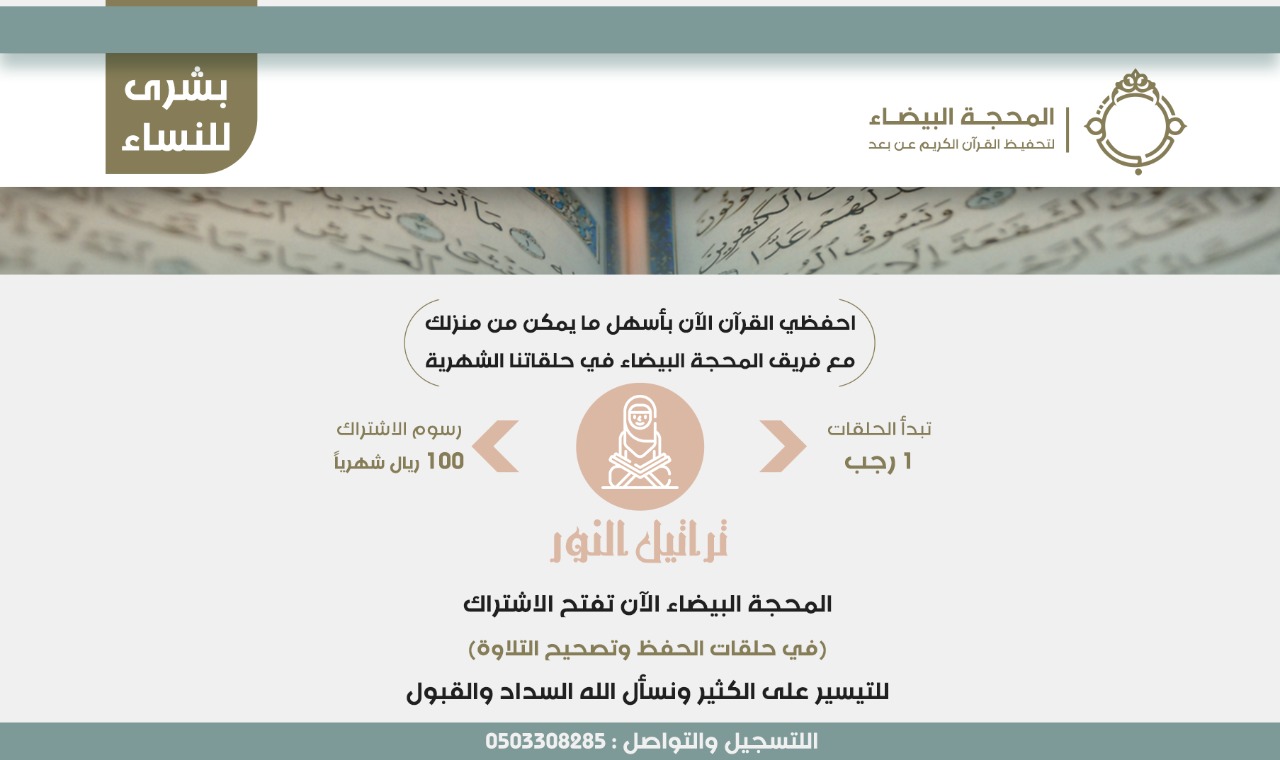 بشرى
للنساء
المحجة البيضاء
لتحفيظ القرآن الكريم عن بعد
احفظي القرآن الآن بأسهل ما يمكن من منزلك
مع فريق المحجة البيضاء في حلقاتنا الشهرية
تبدأ الحلقات
1 رجب
رسوم الاشتراك
100 ريال شهرياً
تراتيل النور
المحجة البيضاء الآن تفتح الاشتراك
(في حلقات الحفظ وتصحيح التلاوة)
للتيسير على الكثير ونسأل الله السداد والقبول
اللتسجيل والتواصل : 0503308285